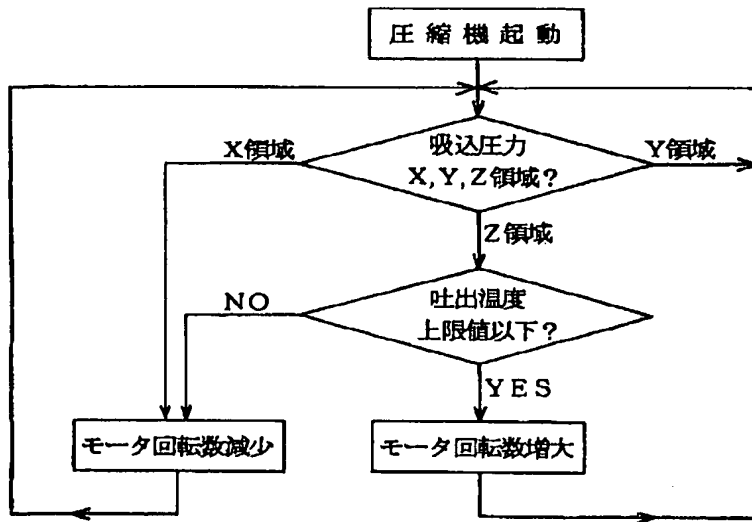 圧縮機起動
吸込圧力
X,Y,Z領域?
X領域
Y領域
Z領域
吐出温度
上限値以下?
NO
YES
モータ回転数減少
モータ回転数増大